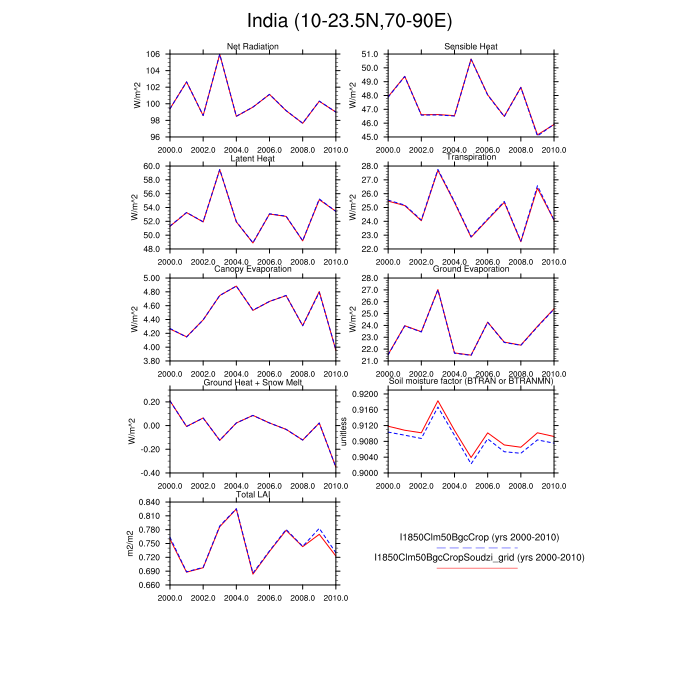 India (10-23.5N,70-90E)
Net Radiation
W/m^2
106
104
102
100
98
96
2000.0 2002.0 2004.0 2006.0 2008.0 2010.0
Sensible Heat
W/m^2
51.0
50.0
49.0
48.0
47.0
46.0
45.0
2000.0 2002.0 2004.0 2006.0 2008.0 2010.0
Latent Heat
W/m^2
60.0
58.0
56.0
54.0
52.0
50.0
48.0
2000.0 2002.0 2004.0 2006.0 2008.0 2010.0
Transpiration
W/m^2
28.0
27.0
26.0
25.0
24.0
23.0
22.0
2000.0 2002.0 2004.0 2006.0 2008.0 2010.0
Canopy Evaporation
W/m^2
5.00
4.80
4.60
4.40
4.20
4.00
3.80
2000.0 2002.0 2004.0 2006.0 2008.0 2010.0
Ground Evaporation
W/m^2
28.0
27.0
26.0
25.0
24.0
23.0
22.0
21.0
2000.0 2002.0 2004.0 2006.0 2008.0 2010.0
Ground Heat + Snow Melt
W/m^2
0.20
0.00
-0.20
-0.40
2000.0 2002.0 2004.0 2006.0 2008.0 2010.0
Soil moisture factor (BTRAN or BTRANMN)
unitless
0.9200
0.9160
0.9120
0.9080
0.9040
0.9000
2000.0 2002.0 2004.0 2006.0 2008.0 2010.0
Total LAI
m2/m2
0.840
0.810
0.780
0.750
0.720
0.690
0.660
2000.0 2002.0 2004.0 2006.0 2008.0 2010.0
I1850Clm50BgcCrop (yrs 2000-2010)
I1850Clm50BgcCropSoudzi_grid (yrs 2000-2010)